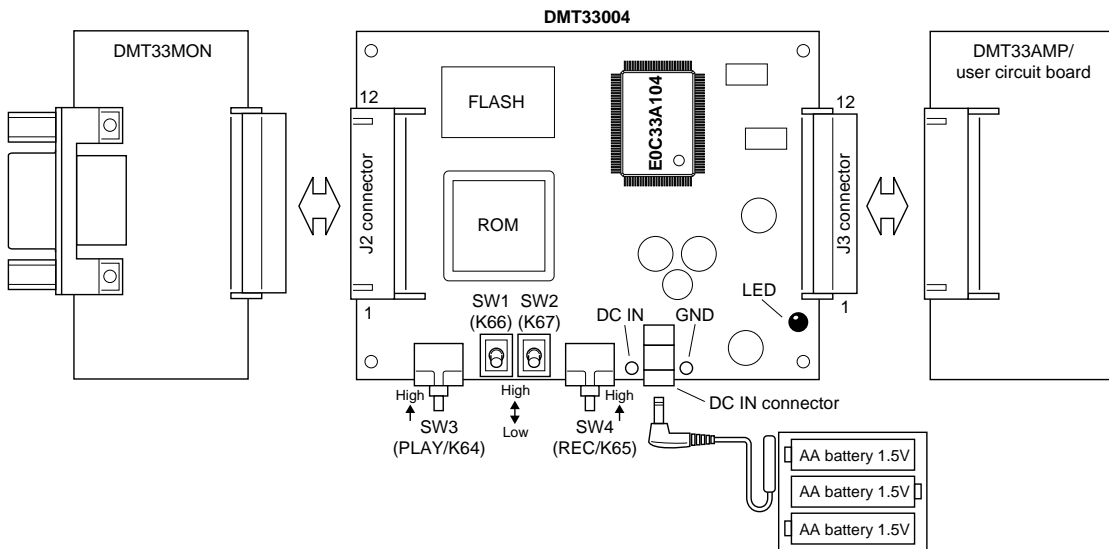 DMT33004
DMT33MON
DMT33AMP/
user circuit board
FLASH
E0C33A104
ROM
12
J2 connector
1
12
J3 connector
1
SW1
(K66)
SW2
(K67)
DC IN
GND
LED
High
SW3
(PLAY/K64)
High
Low
SW4
(REC/K65)
High
DC IN connector
AA battery 1.5V
AA battery 1.5V
AA battery 1.5V